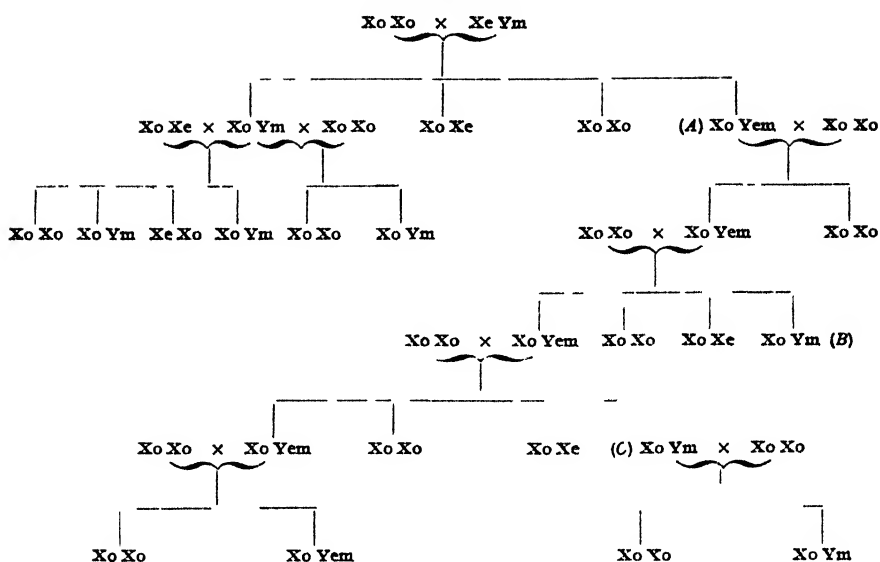 Xo Xo × Xe Ym
Xo Xe × Xo Ym × Xo Xo Xo Xe Xo Xo (A) Xo Yem × Xo Xo
Xo Xo Xo Ym Xe Xo Xo Ym Xo Xo Xo Ym Xo Xo × Xo Yem Xo Xo
Xo Xo × Xo Yem Xo Xo Xo Xe Xo Ym (B)
Xo Xo × Xo Yem Xo Xo Xo Xe (C) Xo Ym × Xo Xo
Xo Xo Xo Yem Xo Yo Xo Ym